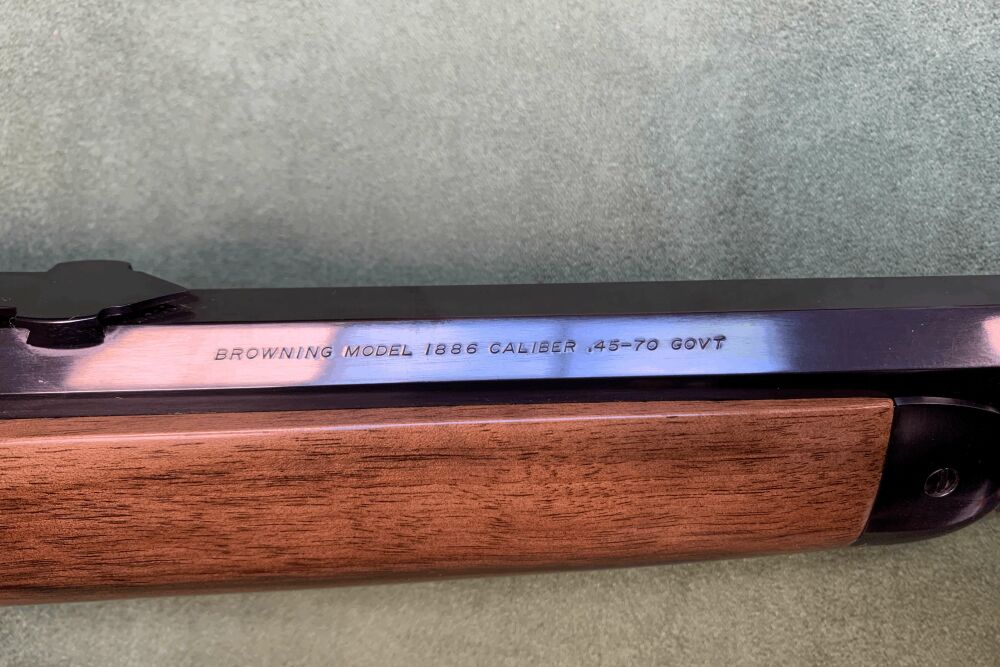 BROWNING MODEL 1886 CALIBER .45-70 GOVT